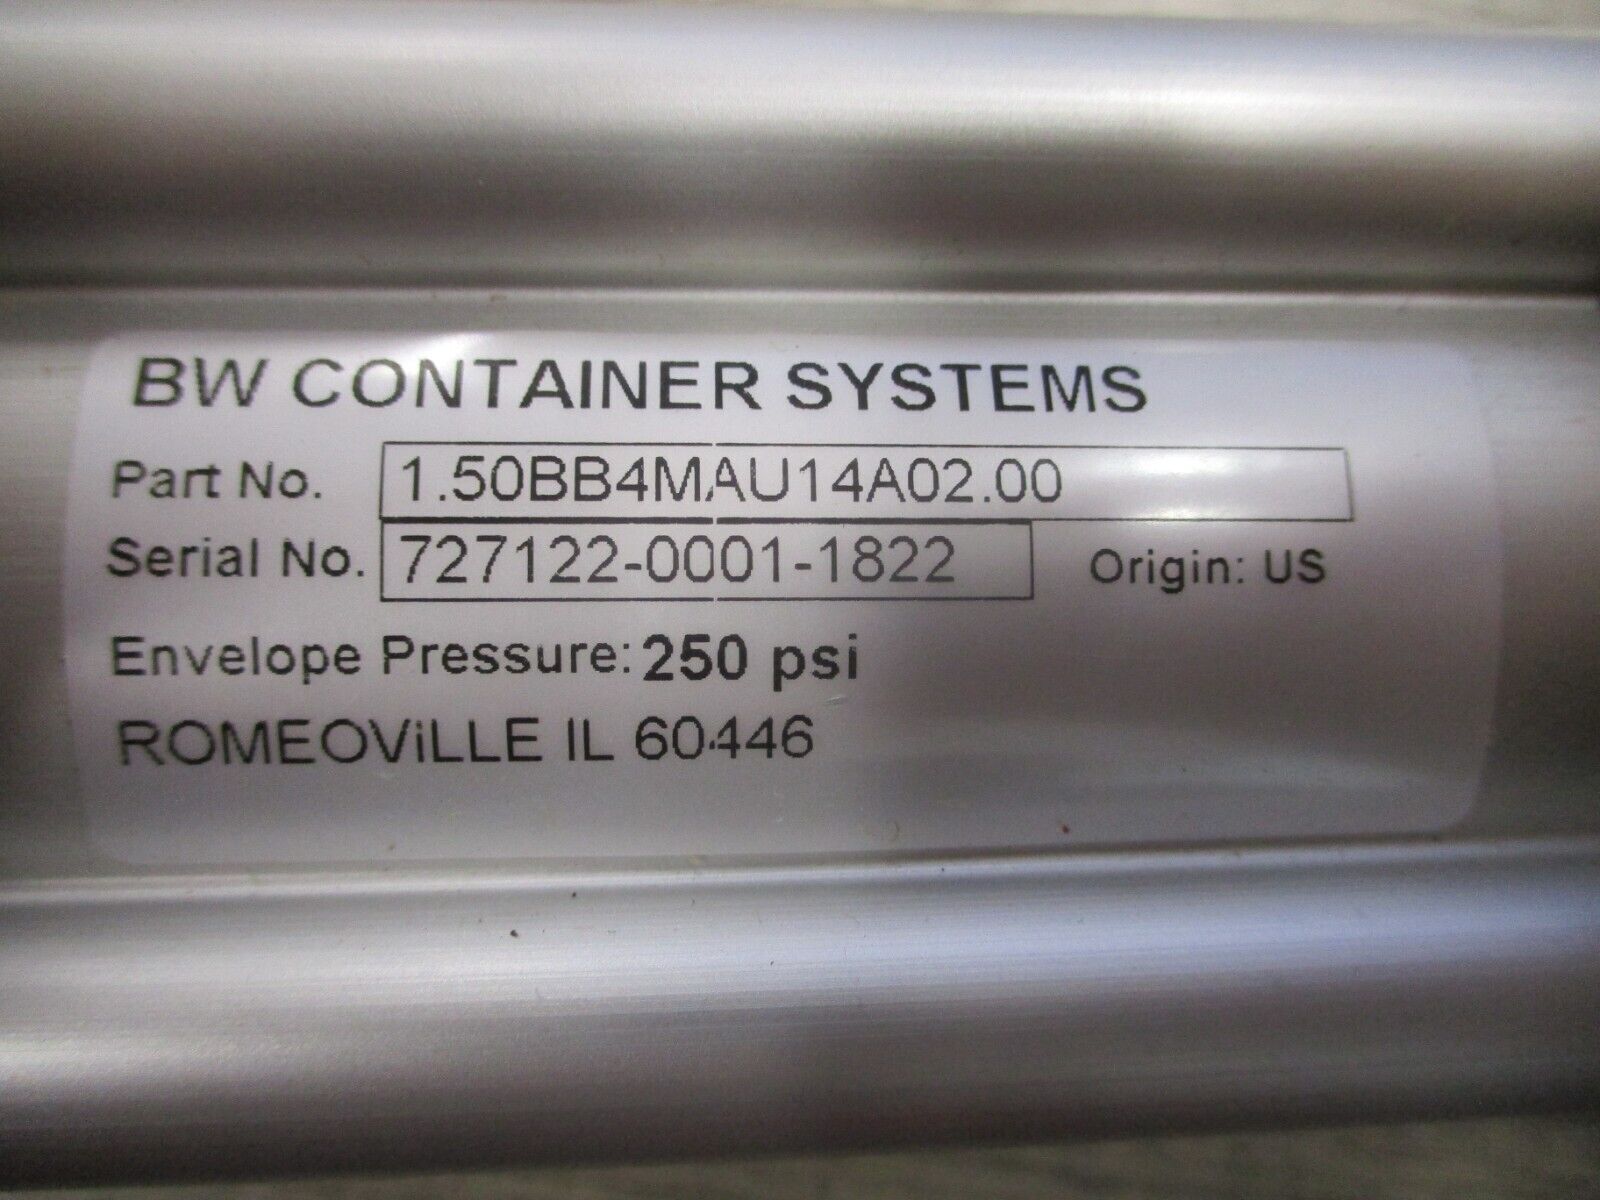 BW CONTAINER SYSTEMS
Part No. 1.50BB4MAU14A02.00
Serial No. 727122-0001-1822 Origin: US
Envelope Pressure: 250 psi
ROMEOViLLE IL 60446